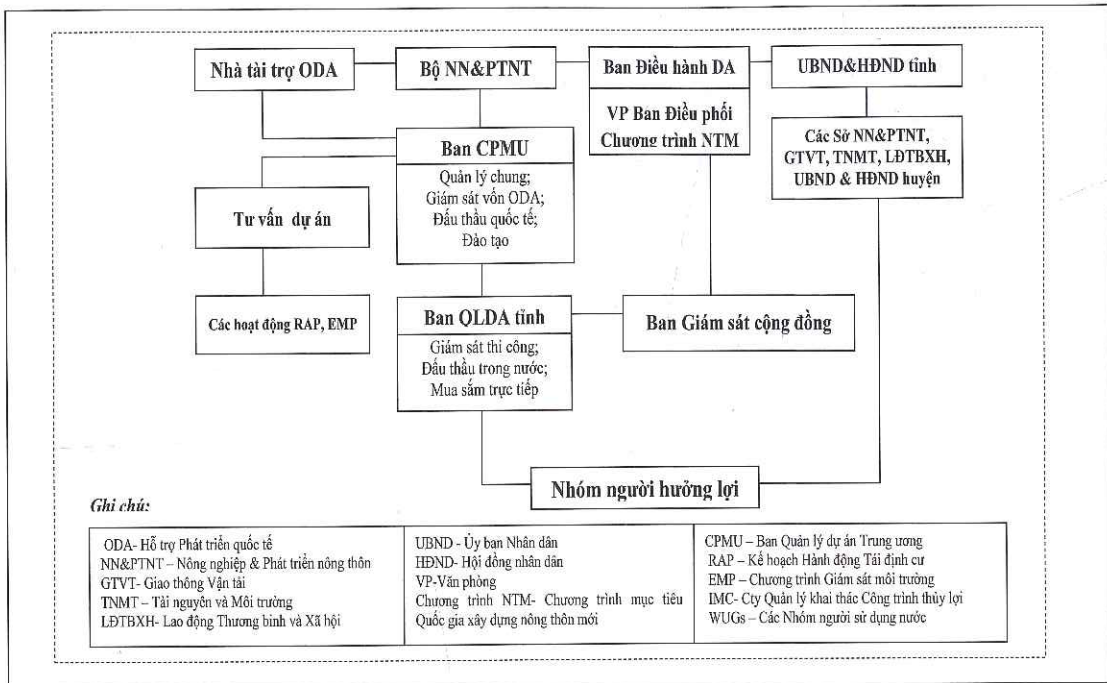 Nhà tài trợ ODA
Bộ NN&PTNT
Ban Điều hành DA
UBND&HĐND tỉnh
VP Ban Điều phối
Chương trình NTM
Các Sở NN&PTNT,
GTVT, TNMT, LĐTBXH,
UBND & HĐND huyện
Ban CPMU
Quản lý chung;
Giám sát vốn ODA;
Đấu thầu quốc tế;
Đào tạo
Tư vấn dự án
Các hoạt động RAP, EMP
Ban QLDA tỉnh
Giám sát thi công;
Đấu thầu trong nước;
Mua sắm trực tiếp
Ban Giám sát cộng đồng
Nhóm người hưởng lợi
Ghi chú:
ODA- Hỗ trợ Phát triển quốc tế
NN&PTNT – Nông nghiệp & Phát triển nông thôn
GTVT- Giao thông Vận tải
TNMT – Tài nguyên và Môi trường
LĐTBXH- Lao động Thương binh và Xã hội
UBND - Ủy ban Nhân dân
HĐND- Hội đồng nhân dân
VP-Văn phòng
Chương trình NTM- Chương trình mục tiêu
Quốc gia xây dựng nông thôn mới
CPMU – Ban Quản lý dự án Trung ương
RAP – Kế hoạch Hành động Tái định cư
EMP – Chương trình Giám sát môi trường
IMC- Cty Quản lý khai thác Công trình thủy lợi
WUGs – Các Nhóm người sử dụng nước